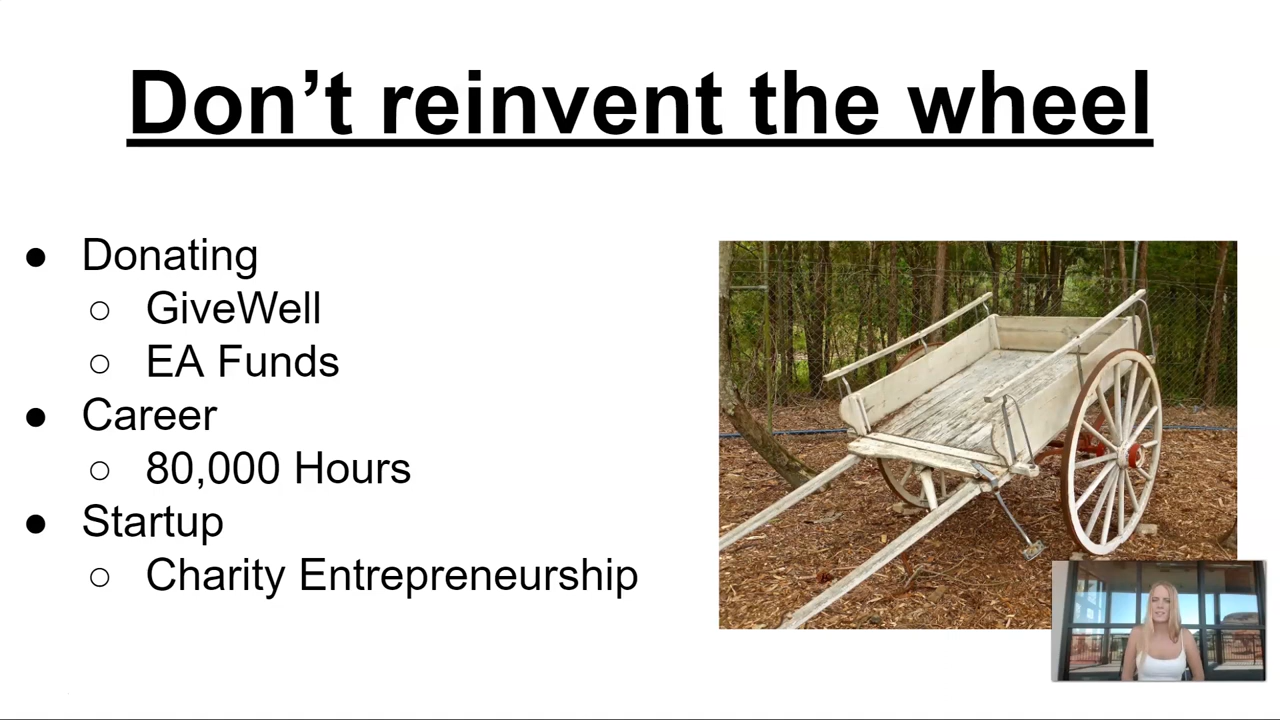 Don’t reinvent the wheel
● Donating
○ GiveWell
○ EA Funds
● Career
○ 80,000 Hours
● Startup
○ Charity Entrepreneurship